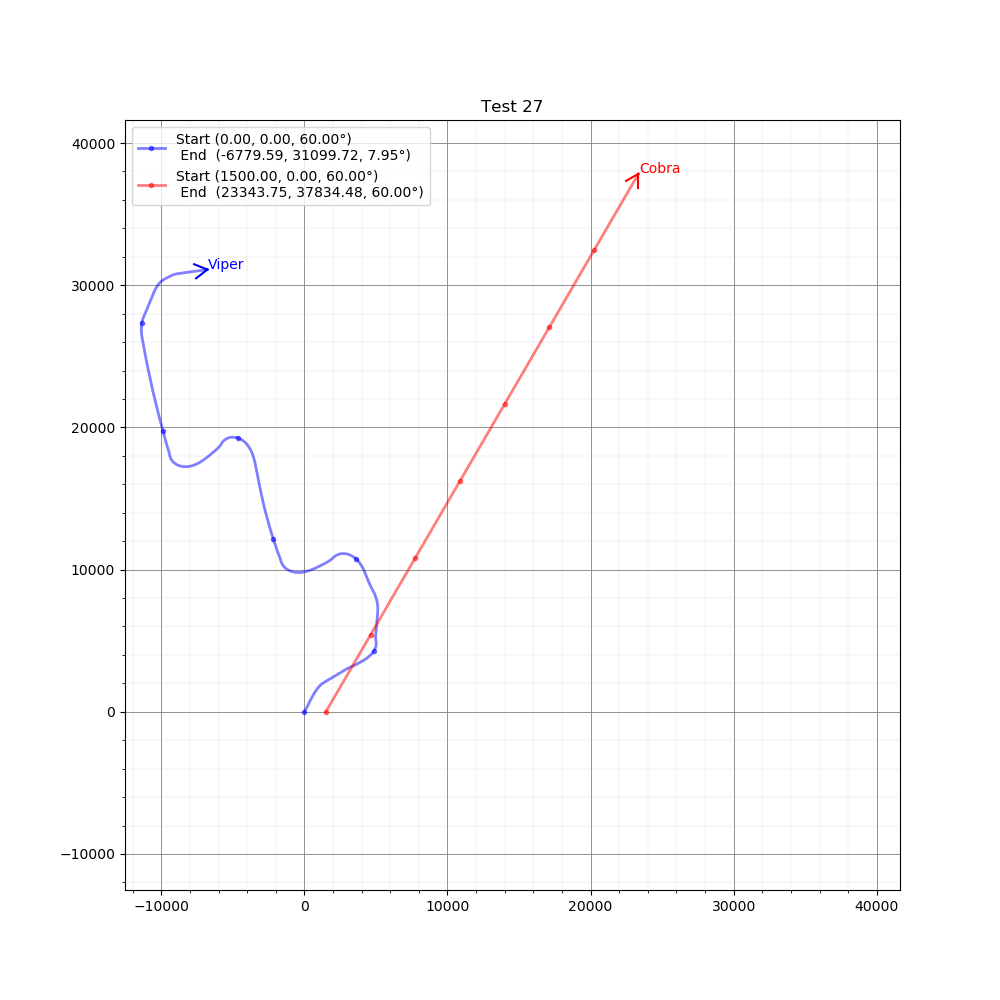 Test 27
Start (0.00, 0.00, 60.00°)
End (-6779.59, 31099.72, 7.95°)
Start (1500.00, 0.00, 60.00°)
End (23343.75, 37834.48, 60.00°)
Cobra
Viper
40000
30000
20000
10000
0
−10000
−10000 0 10000 20000 30000 40000